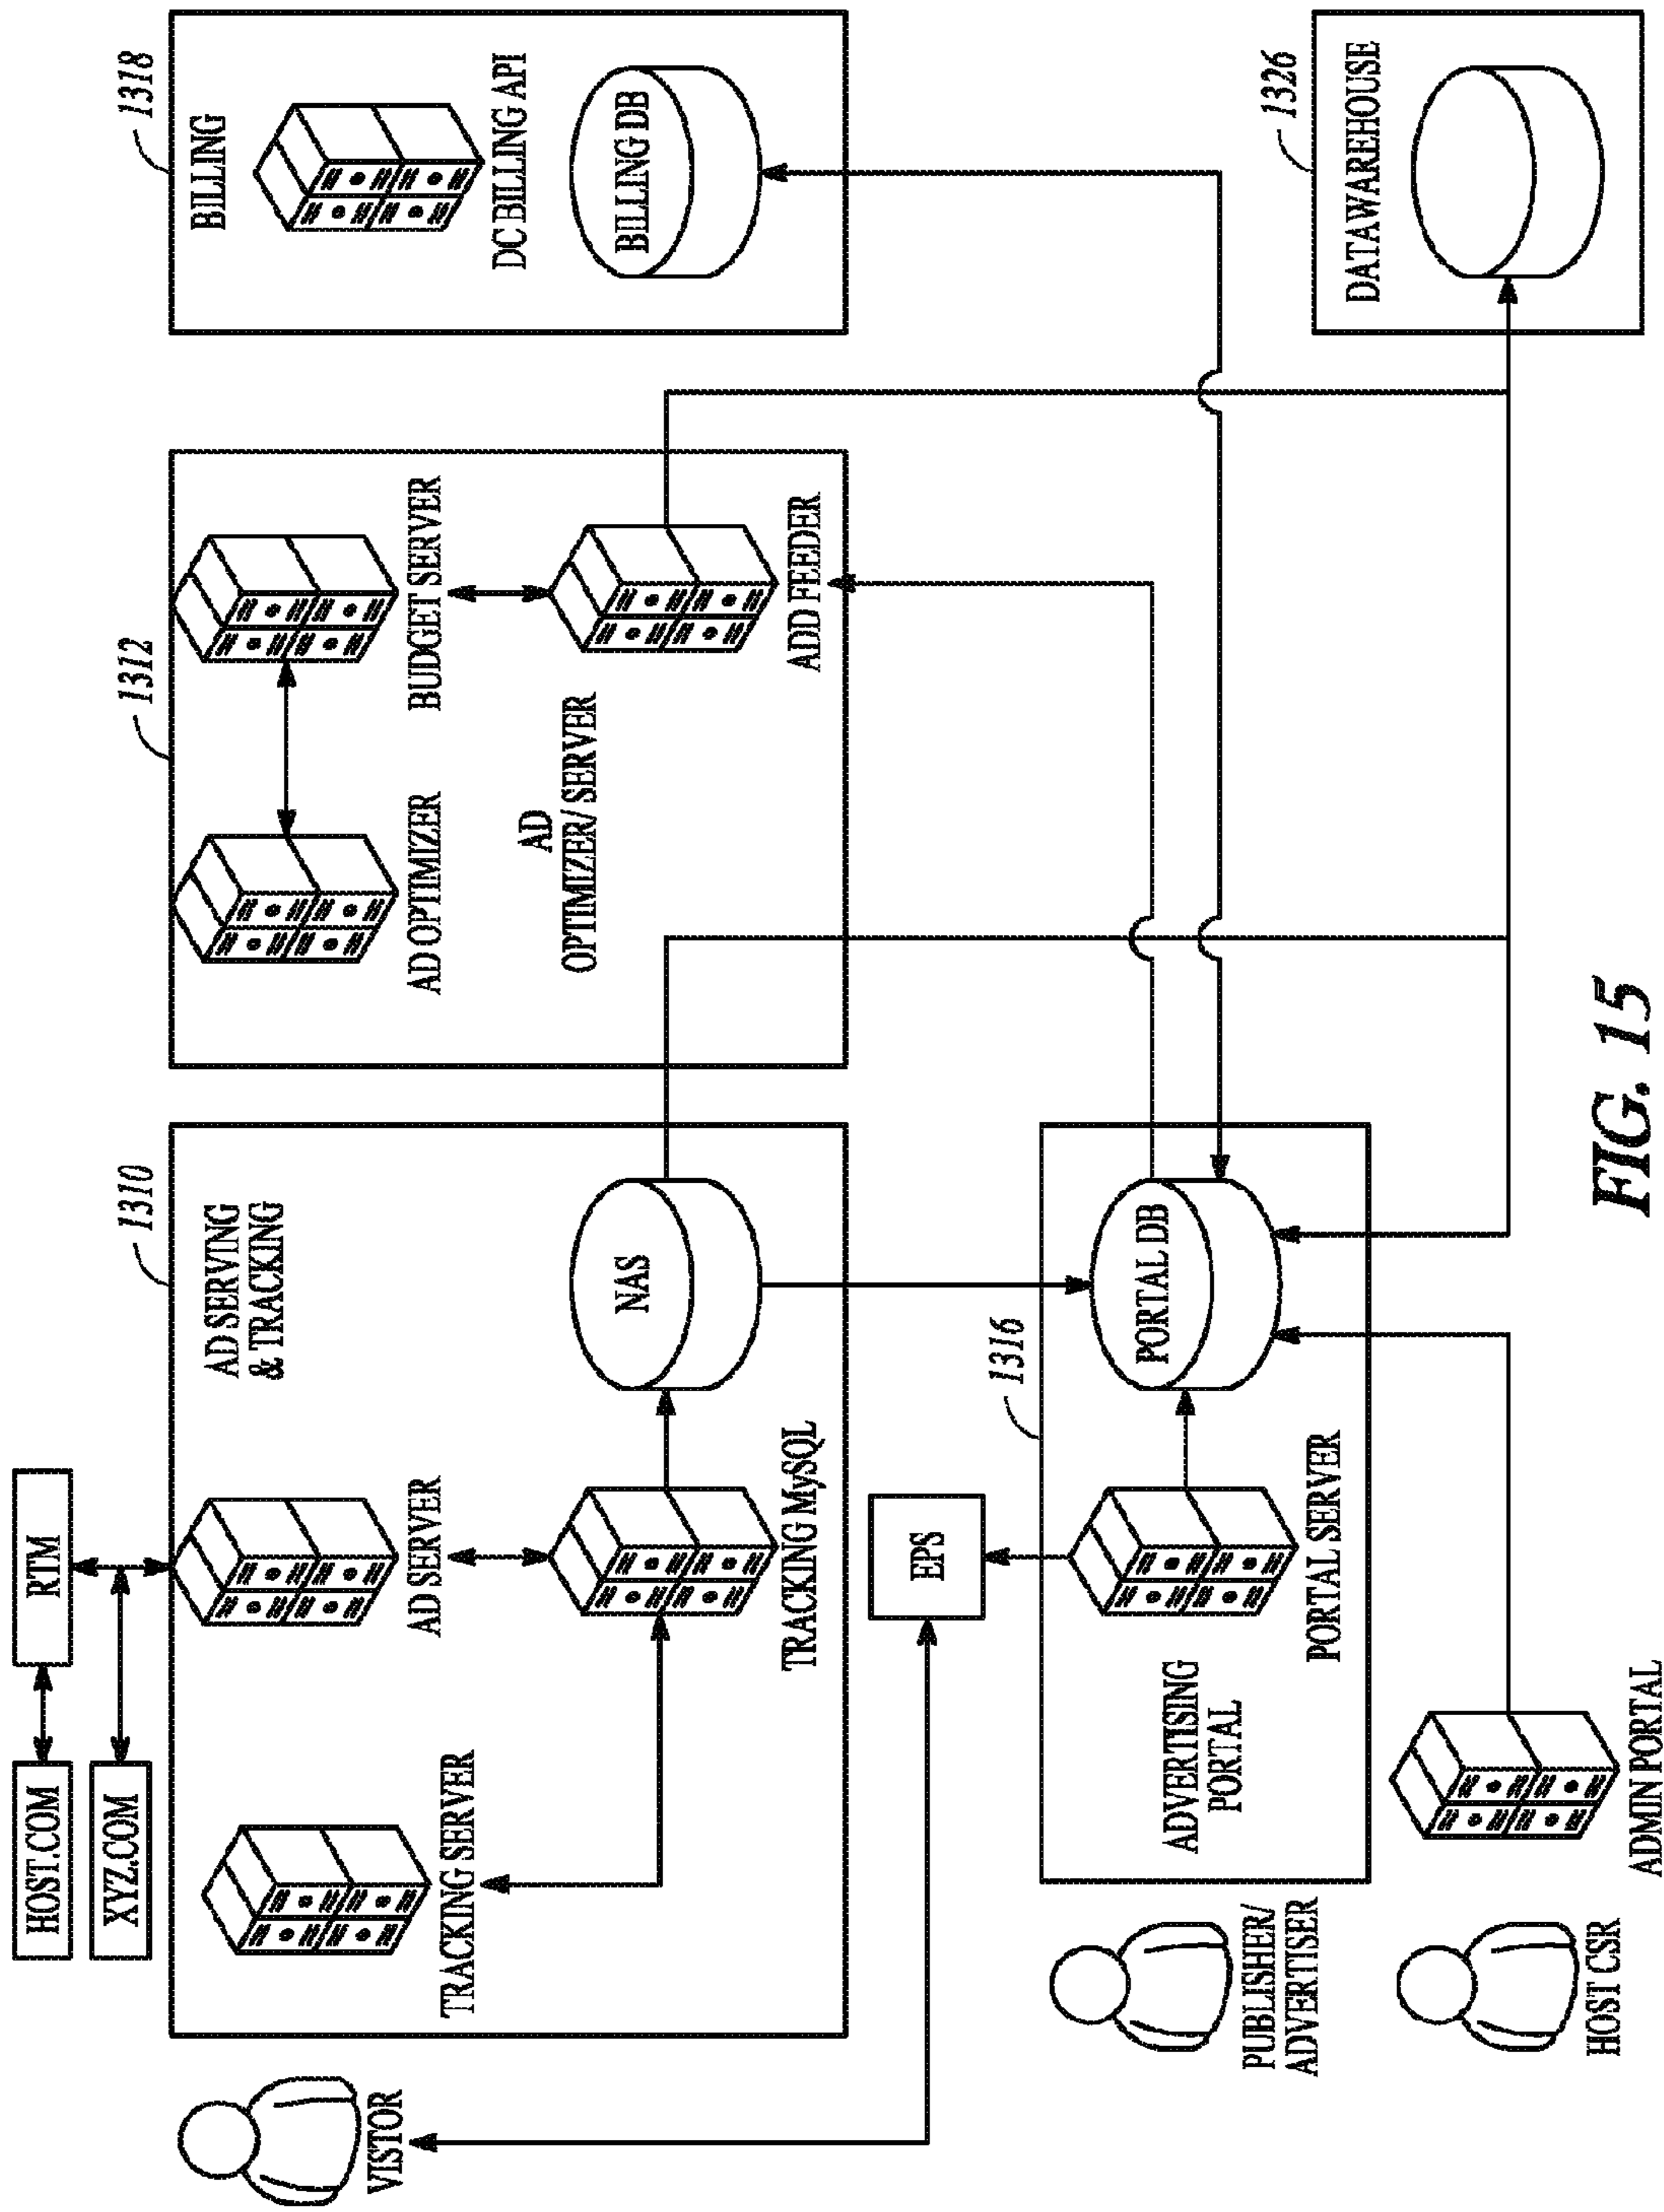 HOST.COM
RTM
XYZ.COM
1310
1312
1318
AD SERVING
& TRACKING
BILLING
VISTOR
TRACKING SERVER
AD SERVER
AD OPTIMIZER
BUDGET SERVER
DC BILLING API
AD
OPTIMIZER/ SERVER
NAS
BILLING DB
TRACKING MySQL
ADD FEEDER
EPS
1316
PUBLISHER/
ADVERTISER
ADVERTISING
PORTAL
PORTAL DB
PORTAL SERVER
1326
DATAWAREHOUSE
HOST CSR
ADMIN PORTAL
FIG. 15